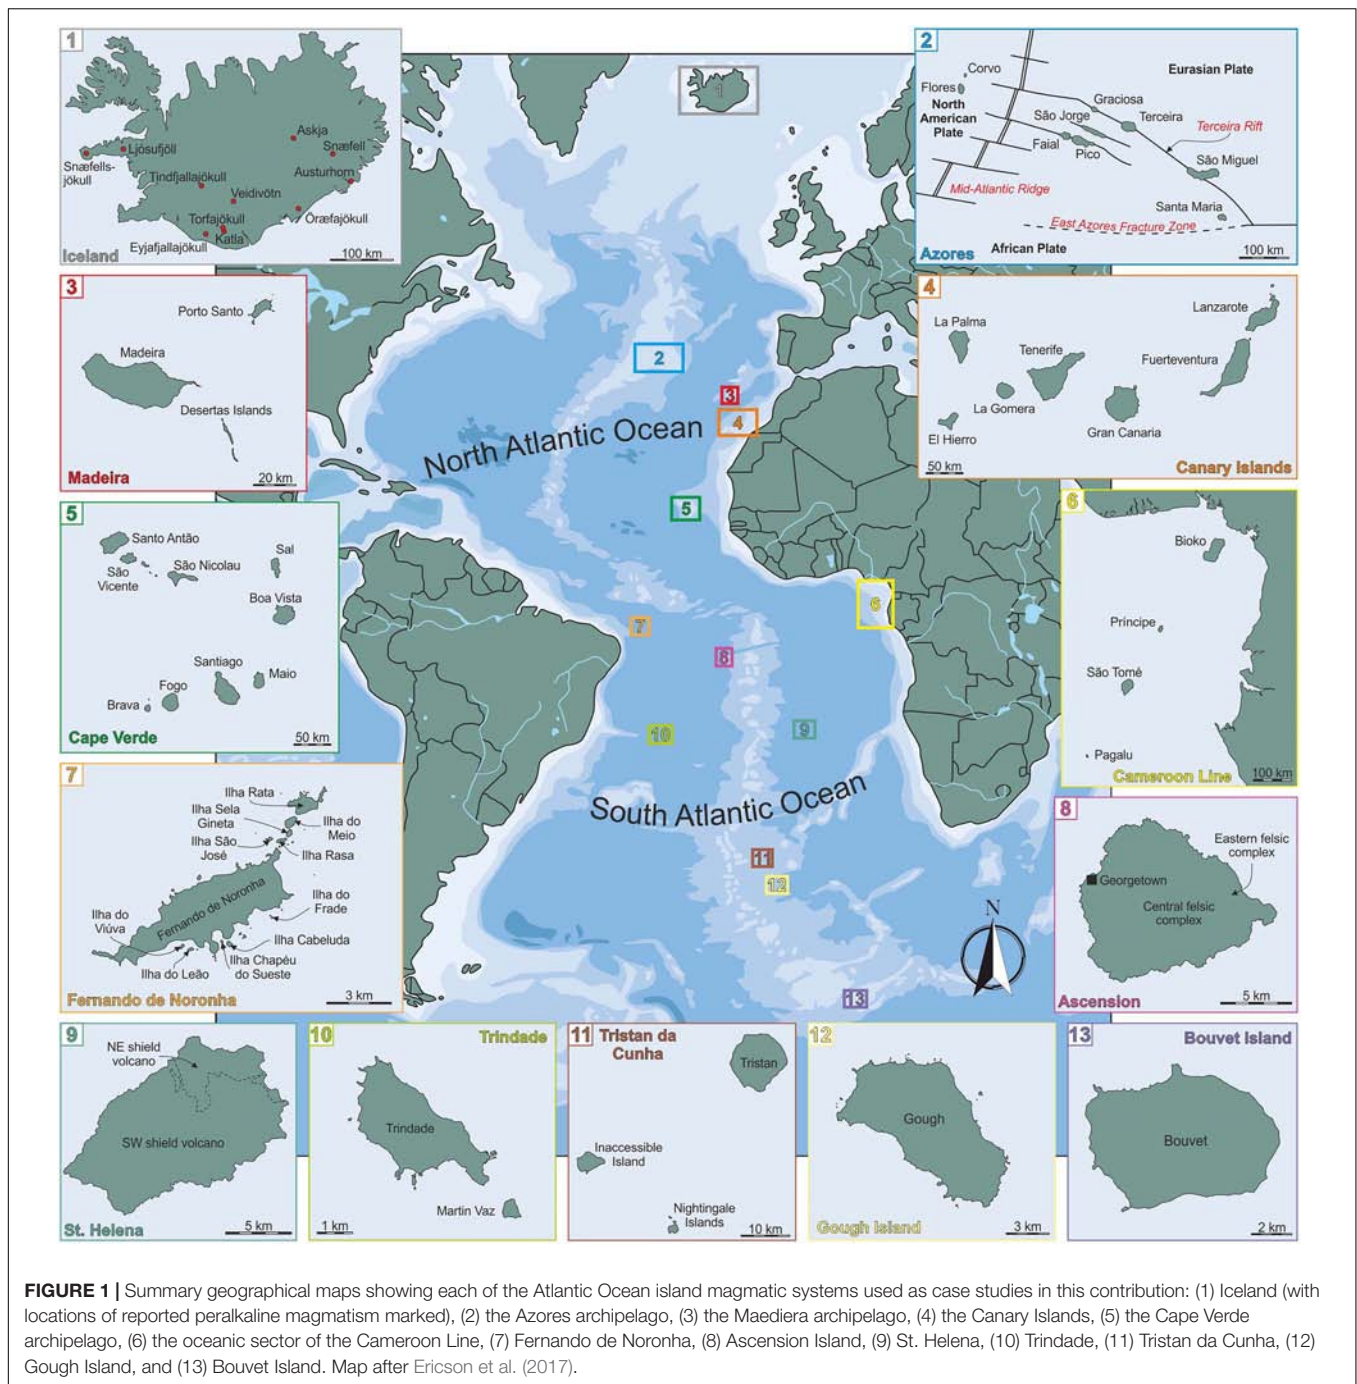 1
Askja
Ljósufjöll
Snæfell
Snæfells-
jökull
Tindfjallajökull
Austurhorn
Veidivötn
Torfajökull
Öræfajökull
Katla
Eyjafjallajökull
Iceland
100 km
2
Corvo
Flores
Eurasian Plate
North
American
Plate
Graciosa
São Jorge
Terceira
Terceira Rift
Faial
Pico
São Miguel
Mid-Atlantic Ridge
Santa Maria
East Azores Fracture Zone
African Plate
Azores
100 km
3
Porto Santo
Madeira
Desertas Islands
Madeira
20 km
4
Lanzarote
La Palma
Tenerife
Fuerteventura
La Gomera
El Hierro
Gran Canaria
50 km
Canary Islands
5
Santo Antão
São
Vicente
São Nicolau
Sal
Boa Vista
Santiago
Maio
Fogo
Brava
Cape Verde
50 km
6
Bioko
Príncipe
São Tomé
Pagalu
Cameroon Line
100 km
1
2
3
4
North Atlantic Ocean
5
6
7
8
9
10
South Atlantic Ocean
11
12
13
N
7
Ilha Rata
Ilha Sela
Gineta
Ilha do
Meio
Ilha São
José
Ilha Rasa
Fernando de Noronha
Ilha do
Frade
Ilha do
Viúva
Ilha Cabeluda
Ilha Chapéu
do Sueste
Ilha do Leão
Fernando de Noronha
3 km
8
Eastern felsic
complex
Georgetown
Central felsic
complex
Ascension
5 km
9
NE shield
volcano
SW shield volcano
St. Helena
5 km
10
Trindade
Trindade
Martin Vaz
1 km
11
Tristan da
Cunha
Tristan
Inaccessible
Island
Nightingale
Islands
10 km
12
Gough
Gough Island
3 km
13
Bouvet Island
Bouvet
2 km
FIGURE 1 | Summary geographical maps showing each of the Atlantic Ocean island magmatic systems used as case studies in this contribution: (1) Iceland (with
locations of reported peralkaline magmatism marked), (2) the Azores archipelago, (3) the Maediera archipelago, (4) the Canary Islands, (5) the Cape Verde
archipelago, (6) the oceanic sector of the Cameroon Line, (7) Fernando de Noronha, (8) Ascension Island, (9) St. Helena, (10) Trindade, (11) Tristan da Cunha, (12)
Gough Island, and (13) Bouvet Island. Map after Ericson et al. (2017).